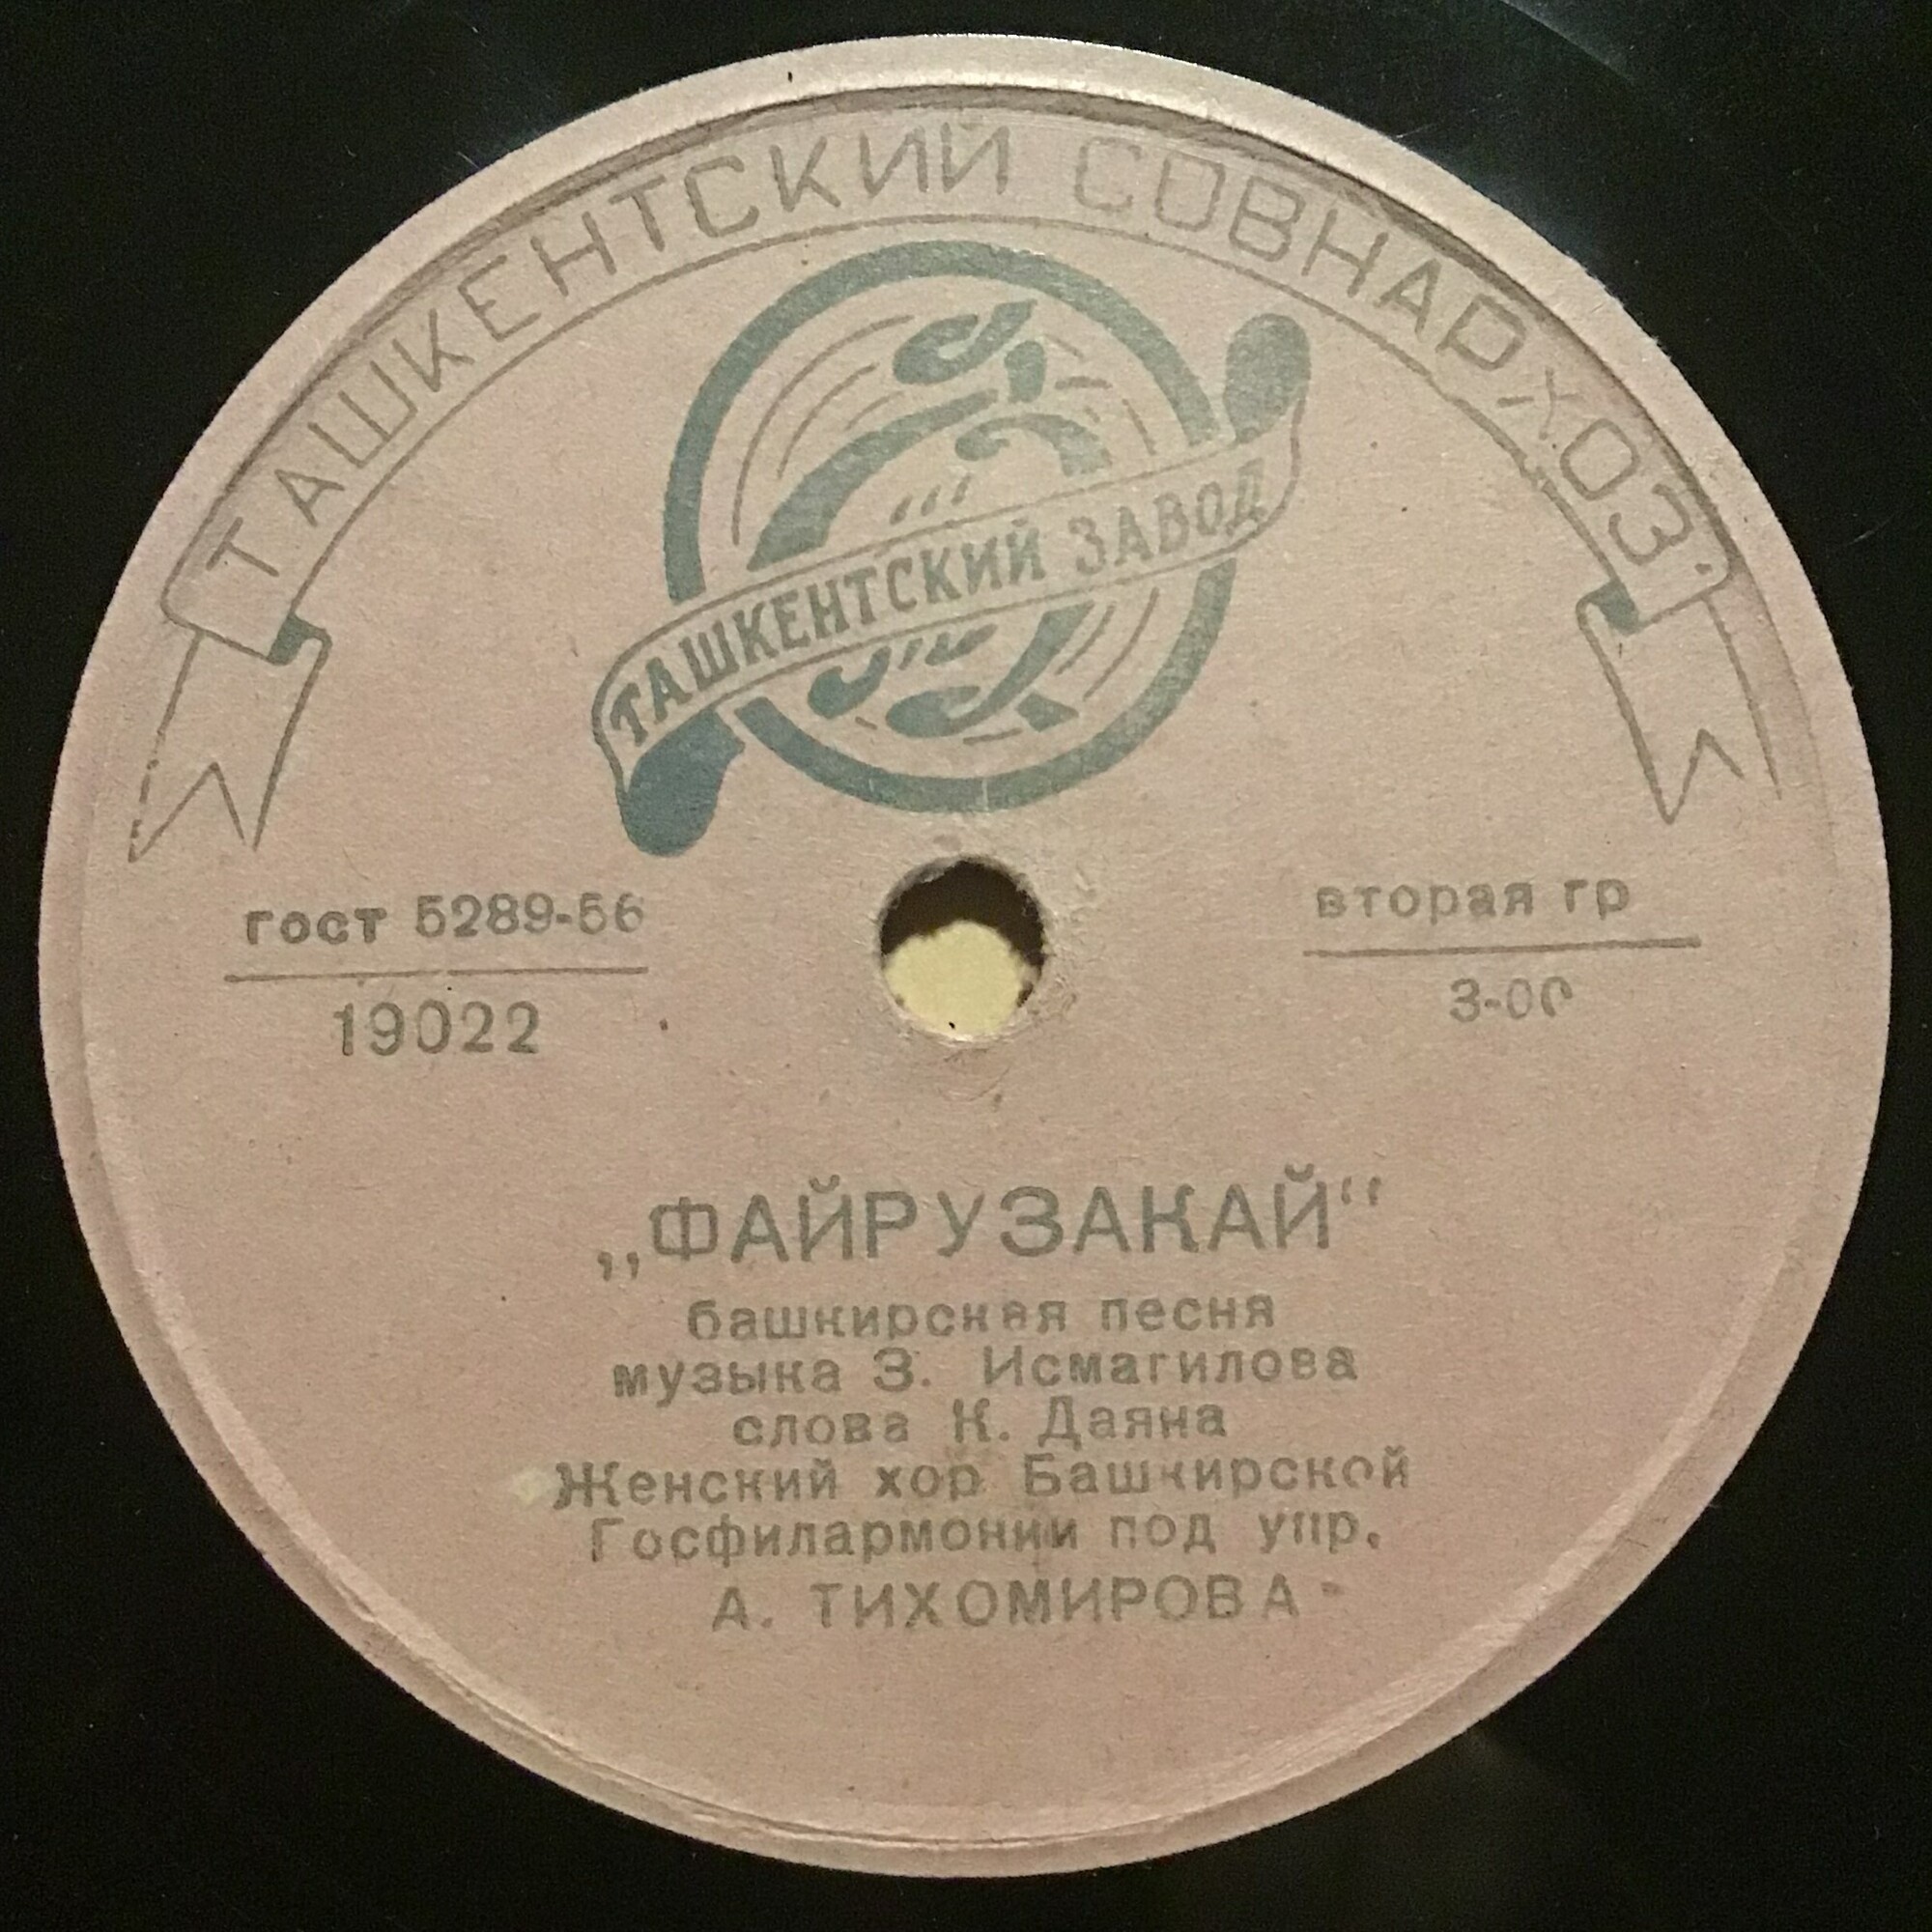 ТАШКЕНТСКИЙ СОВНАРХОЗ.
ТАШКЕНТСКИЙ ЗАВОД
гост 5289-56
19022
вторая гр
3-00
„ФАЙРУЗАКАЙ“
башкирская песня
музыка З. Исмагилова
слова К. Даяна
Женский хор Башкирской
Госфилармонии под упр.
А. ТИХОМИРОВА